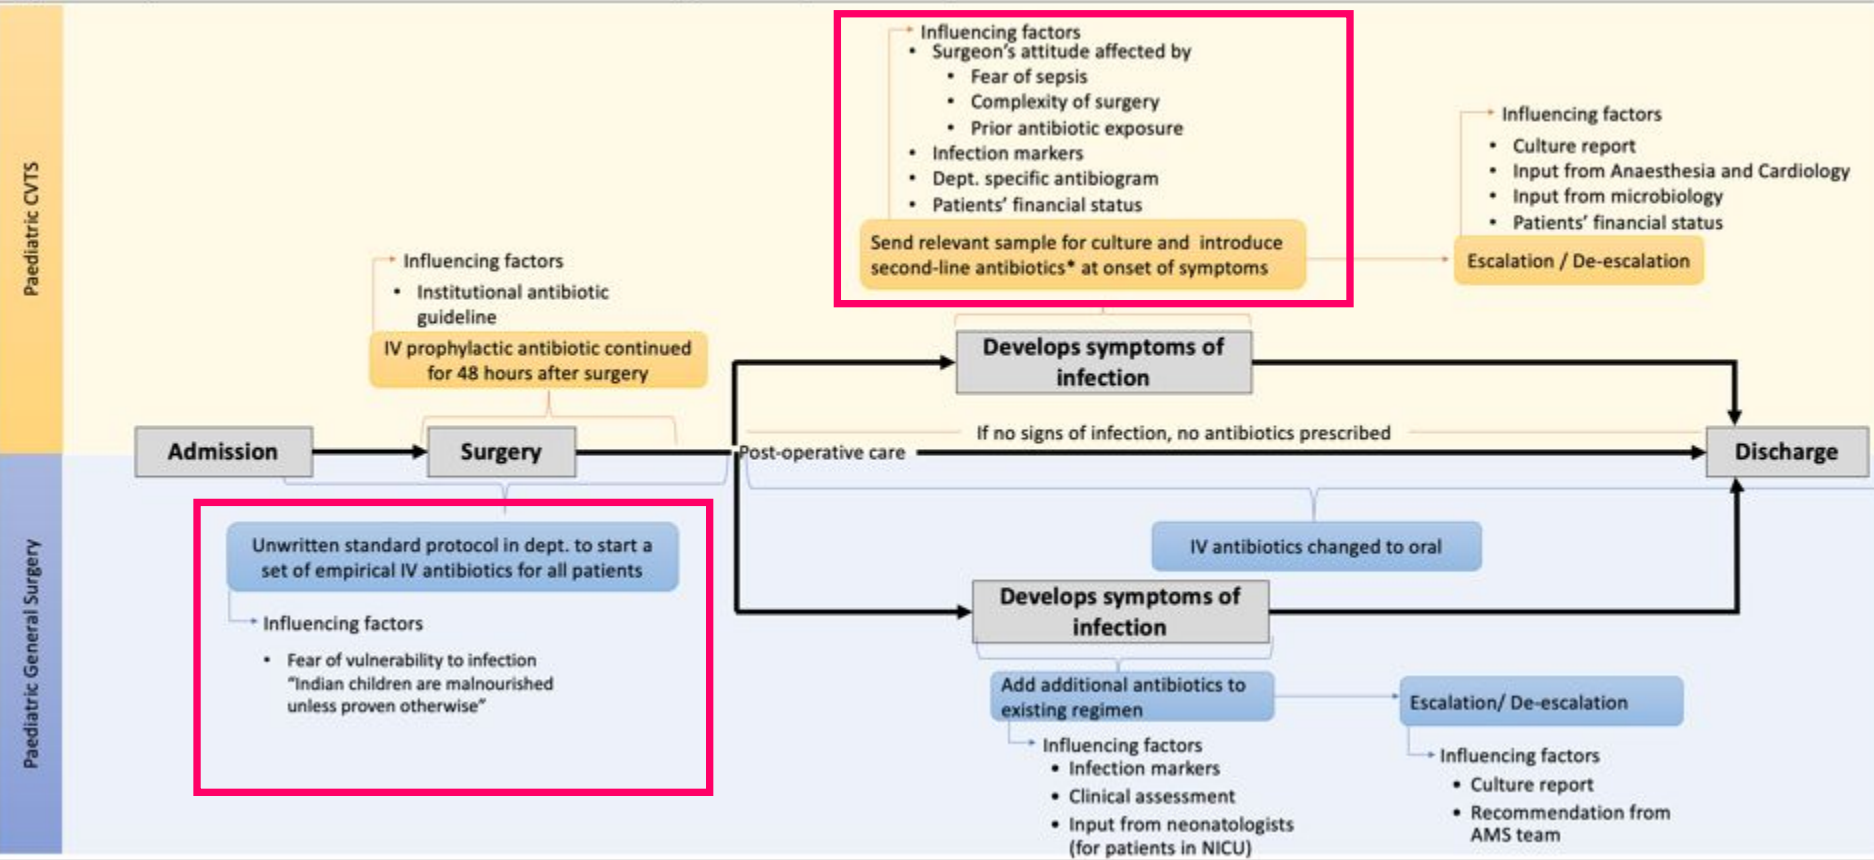 Paediatric CVTS
Influencing factors
• Surgeon's attitude affected by
• Fear of sepsis
• Complexity of surgery
• Prior antibiotic exposure
• Infection markers
• Dept. specific antibiogram
• Patients' financial status
Send relevant sample for culture and introduce
second-line antibiotics* at onset of symptoms
Influencing factors
• Culture report
• Input from Anaesthesia and Cardiology
• Input from microbiology
• Patients' financial status
Escalation / De-escalation
Influencing factors
• Institutional antibiotic
guideline
IV prophylactic antibiotic continued
for 48 hours after surgery
Develops symptoms of
infection
If no signs of infection, no antibiotics prescribed
Admission
Surgery
Post-operative care
Discharge
Paediatric General Surgery
Unwritten standard protocol in dept. to start a
set of empirical IV antibiotics for all patients
Influencing factors
• Fear of vulnerability to infection
“Indian children are malnourished
unless proven otherwise”
IV antibiotics changed to oral
Develops symptoms of
infection
Add additional antibiotics to
existing regimen
Influencing factors
• Infection markers
• Clinical assessment
• Input from neonatologists
(for patients in NICU)
Escalation/ De-escalation
Influencing factors
• Culture report
• Recommendation from
AMS team